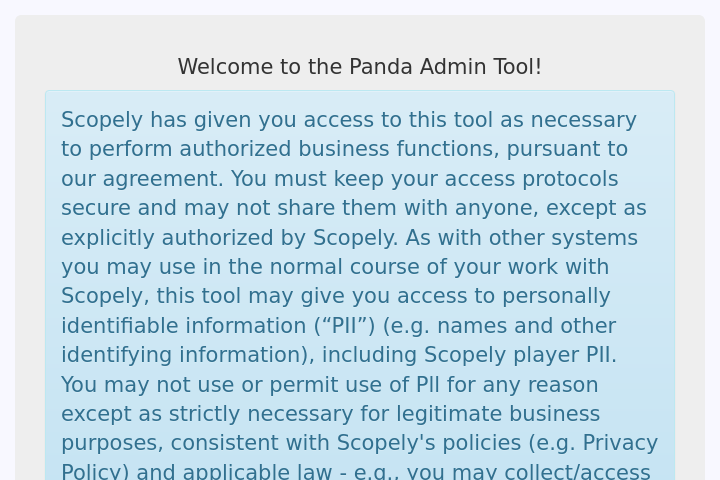 Welcome to the Panda Admin Tool!
Scopely has given you access to this tool as necessary
to perform authorized business functions, pursuant to
our agreement. You must keep your access protocols
secure and may not share them with anyone, except as
explicitly authorized by Scopely. As with other systems
you may use in the normal course of your work with
Scopely, this tool may give you access to personally
identifiable information (“PII”) (e.g. names and other
identifying information), including Scopely player PII.
You may not use or permit use of PII for any reason
except as strictly necessary for legitimate business
purposes, consistent with Scopely's policies (e.g. Privacy
Policy) and applicable law - e.g., you may collect/access